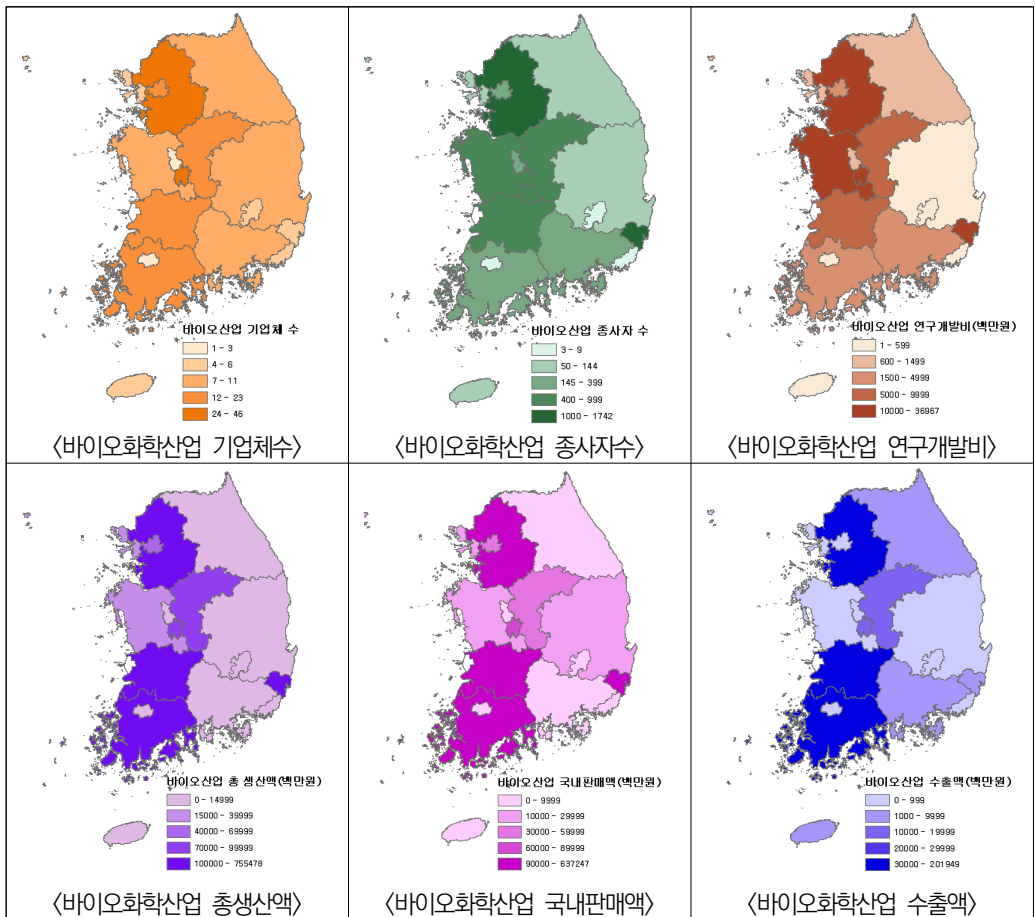 바이오산업 기업체 수
1 - 3
4 - 6
7 - 11
12 - 23
24 - 46
〈바이오화학산업 기업체수〉
바이오산업 종사자 수
3 - 9
50 - 144
145 - 399
400 - 999
1000 - 1742
〈바이오화학산업 종사자수〉
바이오산업 연구개발비(백만원)
1 - 599
600 - 1499
1500 - 4999
5000 - 9999
10000 - 36967
〈바이오화학산업 연구개발비〉
바이오산업 총 생산액(백만원)
0 - 14999
15000 - 39999
40000 - 69999
70000 - 99999
100000 - 755478
〈바이오화학산업 총생산액〉
바이오산업 국내판매액(백만원)
0 - 9999
10000 - 29999
30000 - 59999
60000 - 89999
90000 - 637247
〈바이오화학산업 국내판매액〉
바이오산업 수출액(백만원)
0 - 999
1000 - 9999
10000 - 19999
20000 - 29999
30000 - 201949
〈바이오화학산업 수출액〉